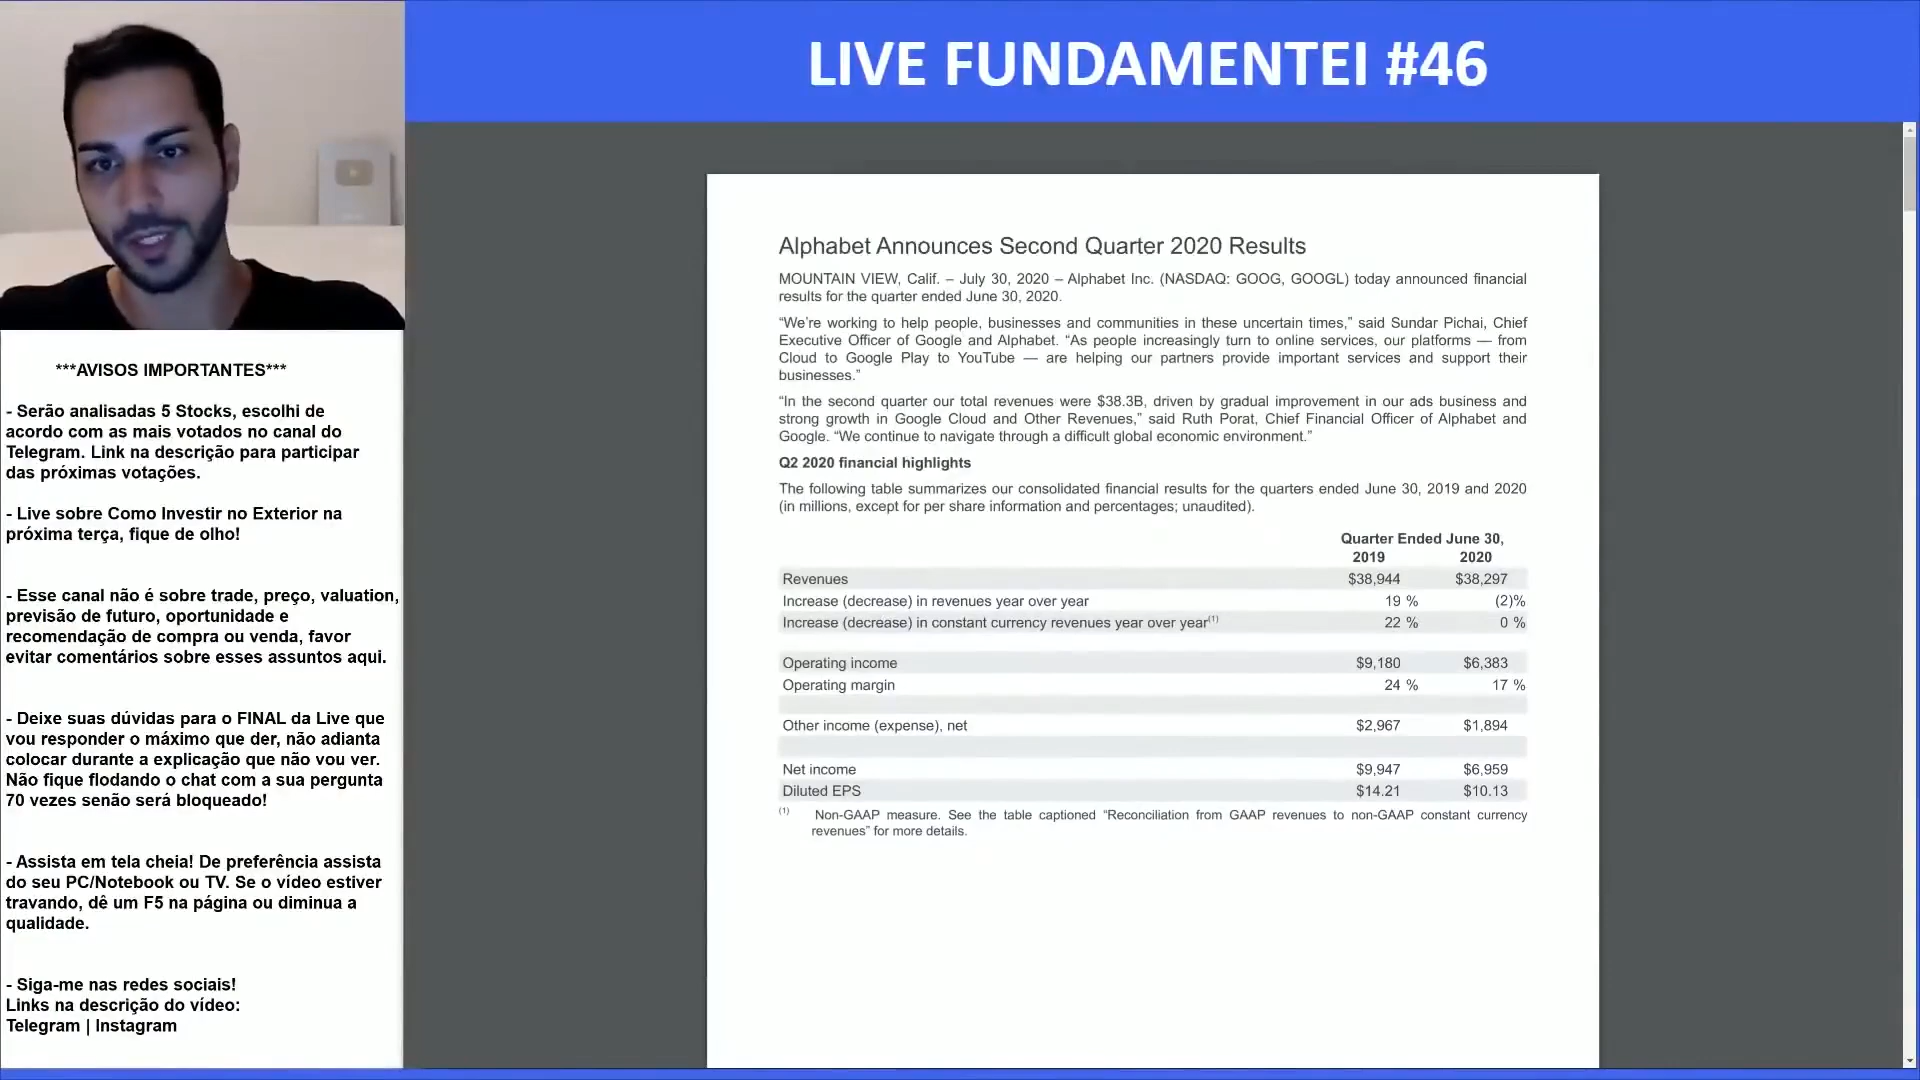 LIVE FUNDAMENTEI #46
***AVISOS IMPORTANTES***
- Serão analisadas 5 Stocks, escolhi de
acordo com as mais votados no canal do
Telegram. Link na descrição para participar
das próximas votações.
- Live sobre Como Investir no Exterior na
próxima terça, fique de olho!
- Esse canal não é sobre trade, preço, valuation,
previsão de futuro, oportunidade e
recomendação de compra ou venda, favor
evitar comentários sobre esses assuntos aqui.
- Deixe suas dúvidas para o FINAL da Live que
vou responder o máximo que der, não adianta
colocar durante a explicação que não vou ver.
Não fique flodando o chat com a sua pergunta
70 vezes senão será bloqueado!
- Assista em tela cheia! De preferência assista
do seu PC/Notebook ou TV. Se o vídeo estiver
travando, dê um F5 na página ou diminua a
qualidade.
- Siga-me nas redes sociais!
Links na descrição do vídeo:
Telegram | Instagram
Alphabet Announces Second Quarter 2020 Results
MOUNTAIN VIEW, Calif. – July 30, 2020 – Alphabet Inc. (NASDAQ: GOOG, GOOGL) today announced financial
results for the quarter ended June 30, 2020.
“We’re working to help people, businesses and communities in these uncertain times,” said Sundar Pichai, Chief
Executive Officer of Google and Alphabet. “As people increasingly turn to online services, our platforms — from
Cloud to Google Play to YouTube — are helping our partners provide important services and support their
businesses.”
“In the second quarter our total revenues were $38.3B, driven by gradual improvement in our ads business and
strong growth in Google Cloud and Other Revenues,” said Ruth Porat, Chief Financial Officer of Alphabet and
Google. “We continue to navigate through a difficult global economic environment.”
Q2 2020 financial highlights
The following table summarizes our consolidated financial results for the quarters ended June 30, 2019 and 2020
(in millions, except for per share information and percentages; unaudited).
Quarter Ended June 30,
2019 2020
Revenues $38,944 $38,297
Increase (decrease) in revenues year over year 19 % (2)%
Increase (decrease) in constant currency revenues year over year(1) 22 % 0 %
Operating income $9,180 $6,383
Operating margin 24 % 17 %
Other income (expense), net $2,967 $1,894
Net income $9,947 $6,959
Diluted EPS $14.21 $10.13
(1) Non-GAAP measure. See the table captioned “Reconciliation from GAAP revenues to non-GAAP constant currency
revenues” for more details.